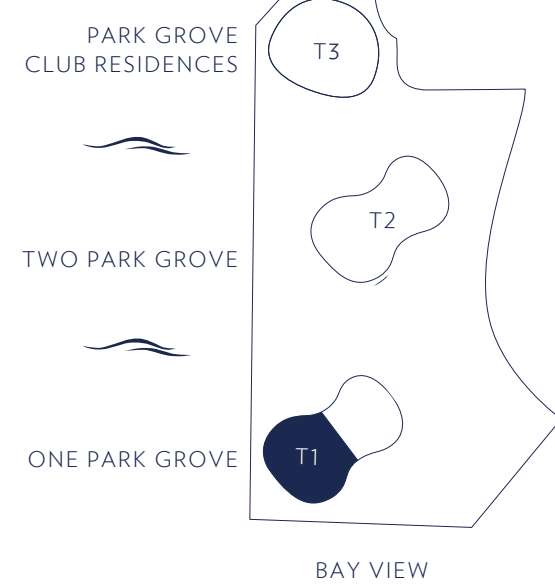 PARK GROVE
CLUB RESIDENCES
T3
T2
TWO PARK GROVE
ONE PARK GROVE
T1
BAY VIEW